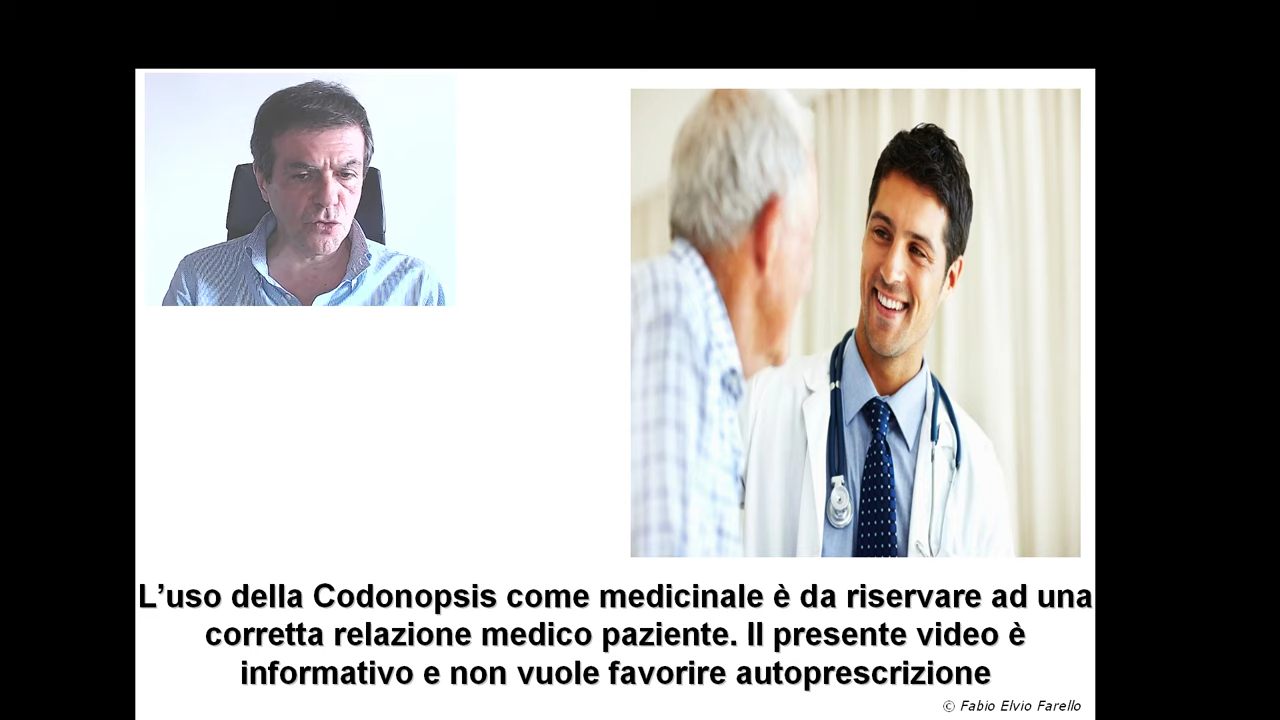 L’uso della Codonopsis come medicinale è da riservare ad una
corretta relazione medico paziente. Il presente video è
informativo e non vuole favorire autoprescrizione
© Fabio Elvio Farello